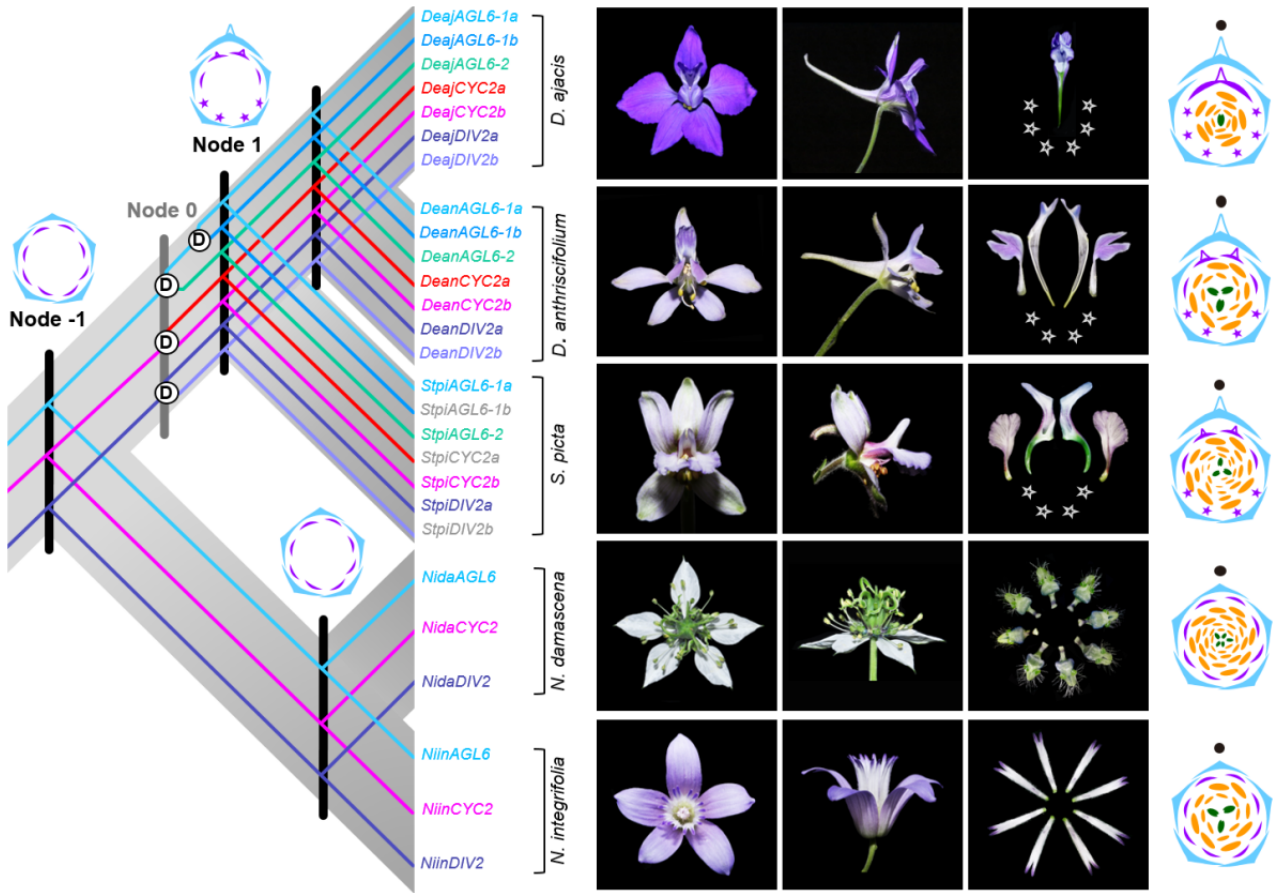 DeajAGL6-1a
DeajAGL6-1b
DeajAGL6-2
DeajCYC2a
DeajCYC2b
DeajDIV2a
DeajDIV2b
D. ajacis
Node 1
Node 0
Node -1
D
D
D
D
DeanAGL6-1a
DeanAGL6-1b
DeanAGL6-2
DeanCYC2a
DeanCYC2b
DeanDIV2a
DeanDIV2b
D. anthriscifolium
StpiAGL6-1a
StpiAGL6-1b
StpiAGL6-2
StpiCYC2a
StpiCYC2b
StpiDIV2a
StpiDIV2b
S. picta
NidaAGL6
NidaCYC2
NidaDIV2
N. damascena
NiinAGL6
NiinCYC2
NiinDIV2
N. integrifolia